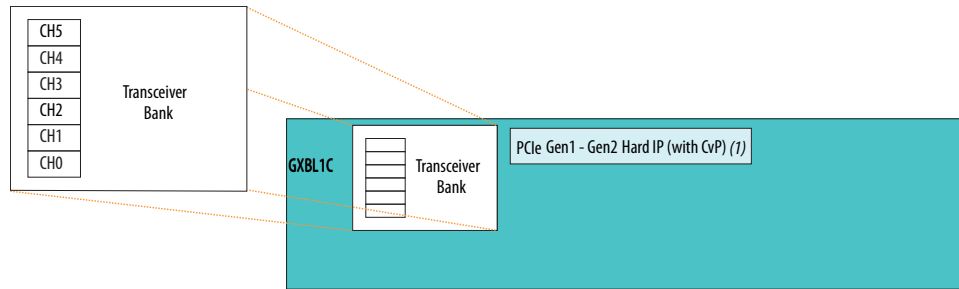 CH5
CH4
CH3
CH2
CH1
CH0
Transceiver
Bank
GXBL1C
Transceiver
Bank
PCIe Gen1 - Gen2 Hard IP (with CvP) (1)